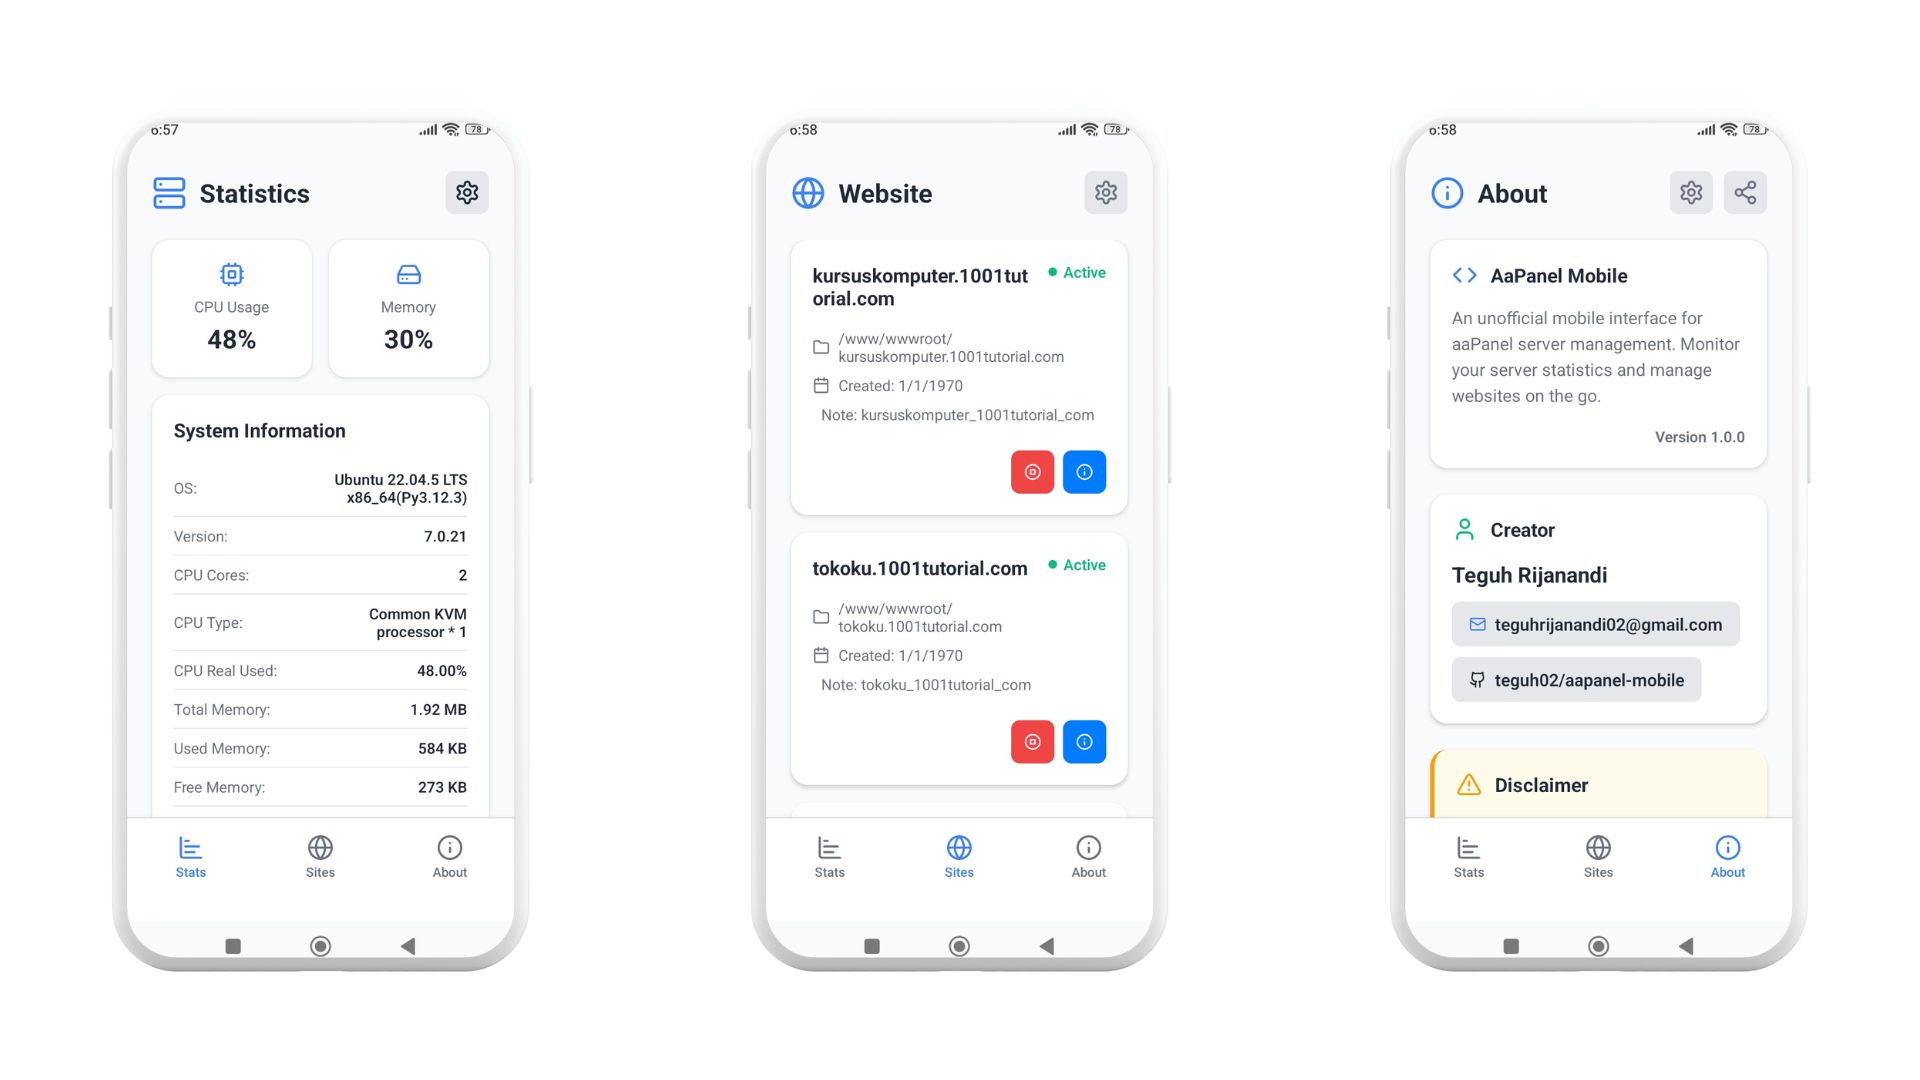 6:57
78
Statistics
CPU Usage
48%
Memory
30%
System Information
OS:
Ubuntu 22.04.5 LTS
x86_64(Py3.12.3)
Version:
7.0.21
CPU Cores:
2
CPU Type:
Common KVM
processor * 1
CPU Real Used:
48.00%
Total Memory:
1.92 MB
Used Memory:
584 KB
Free Memory:
273 KB
Stats
Sites
About
6:58
78
Website
kursuskomputer.1001tut
orial.com
Active
/www/wwwroot/
kursuskomputer.1001tutorial.com
Created: 1/1/1970
Note: kursuskomputer_1001tutorial_com
tokoku.1001tutorial.com
Active
/www/wwwroot/
tokoku.1001tutorial.com
Created: 1/1/1970
Note: tokoku_1001tutorial_com
Stats
Sites
About
6:58
78
About
AaPanel Mobile
An unofficial mobile interface for
aaPanel server management. Monitor
your server statistics and manage
websites on the go.
Version 1.0.0
Creator
Teguh Rijanandi
teguhrijanandi02@gmail.com
teguh02/aapanel-mobile
Disclaimer
Stats
Sites
About